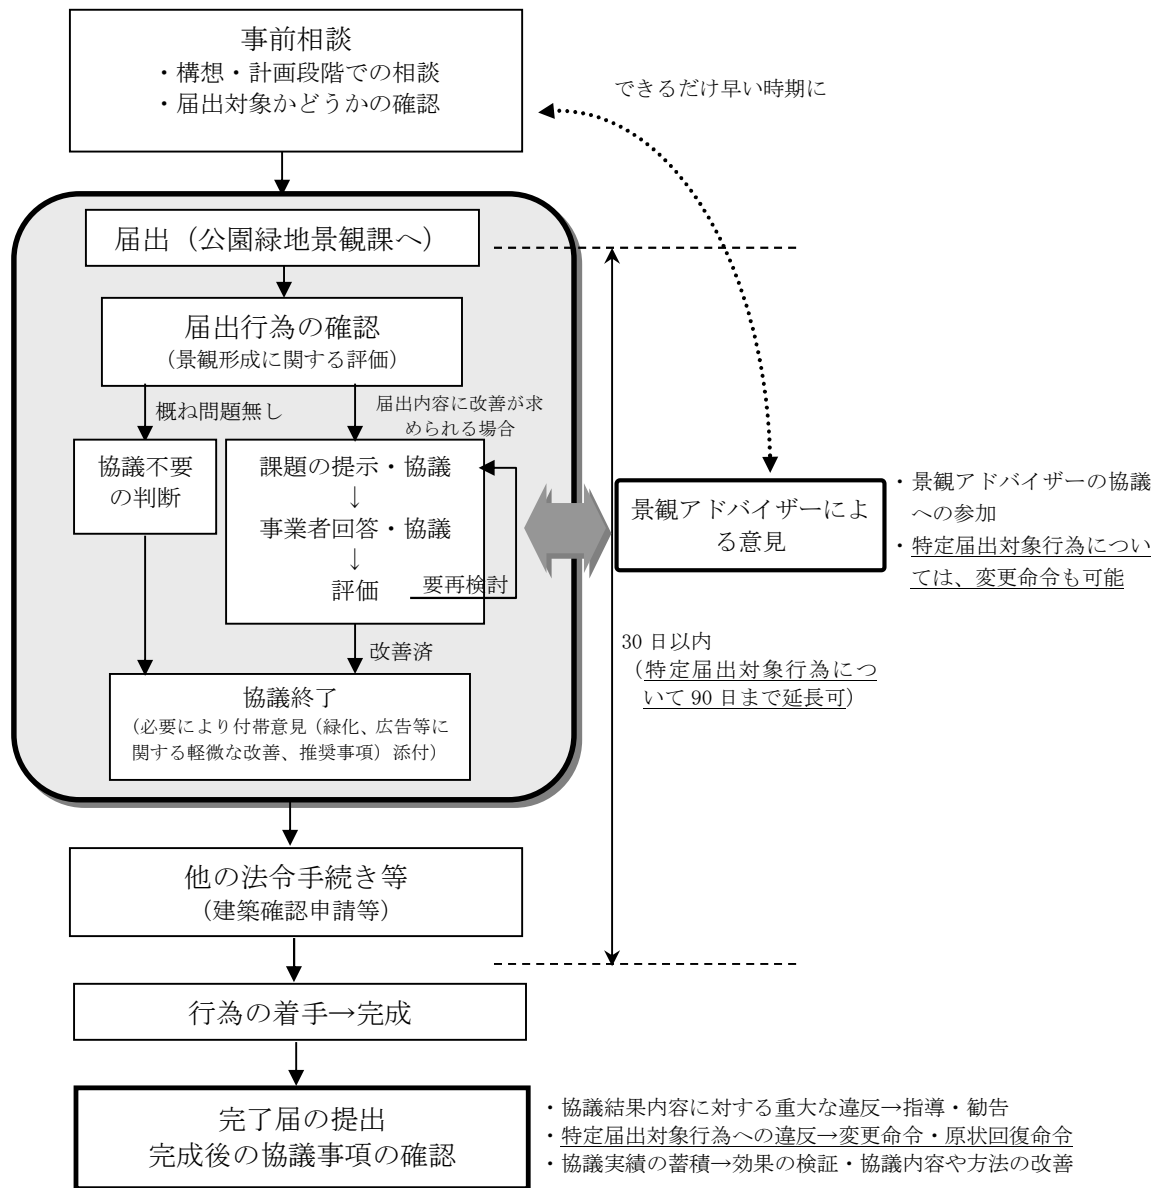 事前相談
・構想・計画段階での相談
・届出対象かどうかの確認
できるだけ早い時期に
届出（公園緑地景観課へ）
届出行為の確認
（景観形成に関する評価）
概ね問題無し
届出内容に改善が求
められる場合
協議不要
の判断
課題の提示・協議
↓
事業者回答・協議
↓
評価
要再検討
改善済
景観アドバイザーによ
る意見
・景観アドバイザーの協議
への参加
・特定届出対象行為につい
ては、変更命令も可能
30 日以内
（特定届出対象行為につ
いて 90 日まで延長可）
協議終了
（必要により付帯意見（緑化、広告等に
関する軽微な改善、推奨事項）添付）
他の法令手続き等
（建築確認申請等）
行為の着手→完成
完了届の提出
完成後の協議事項の確認
・協議結果内容に対する重大な違反→指導・勧告
・特定届出対象行為への違反→変更命令・原状回復命令
・協議実績の蓄積→効果の検証・協議内容や方法の改善